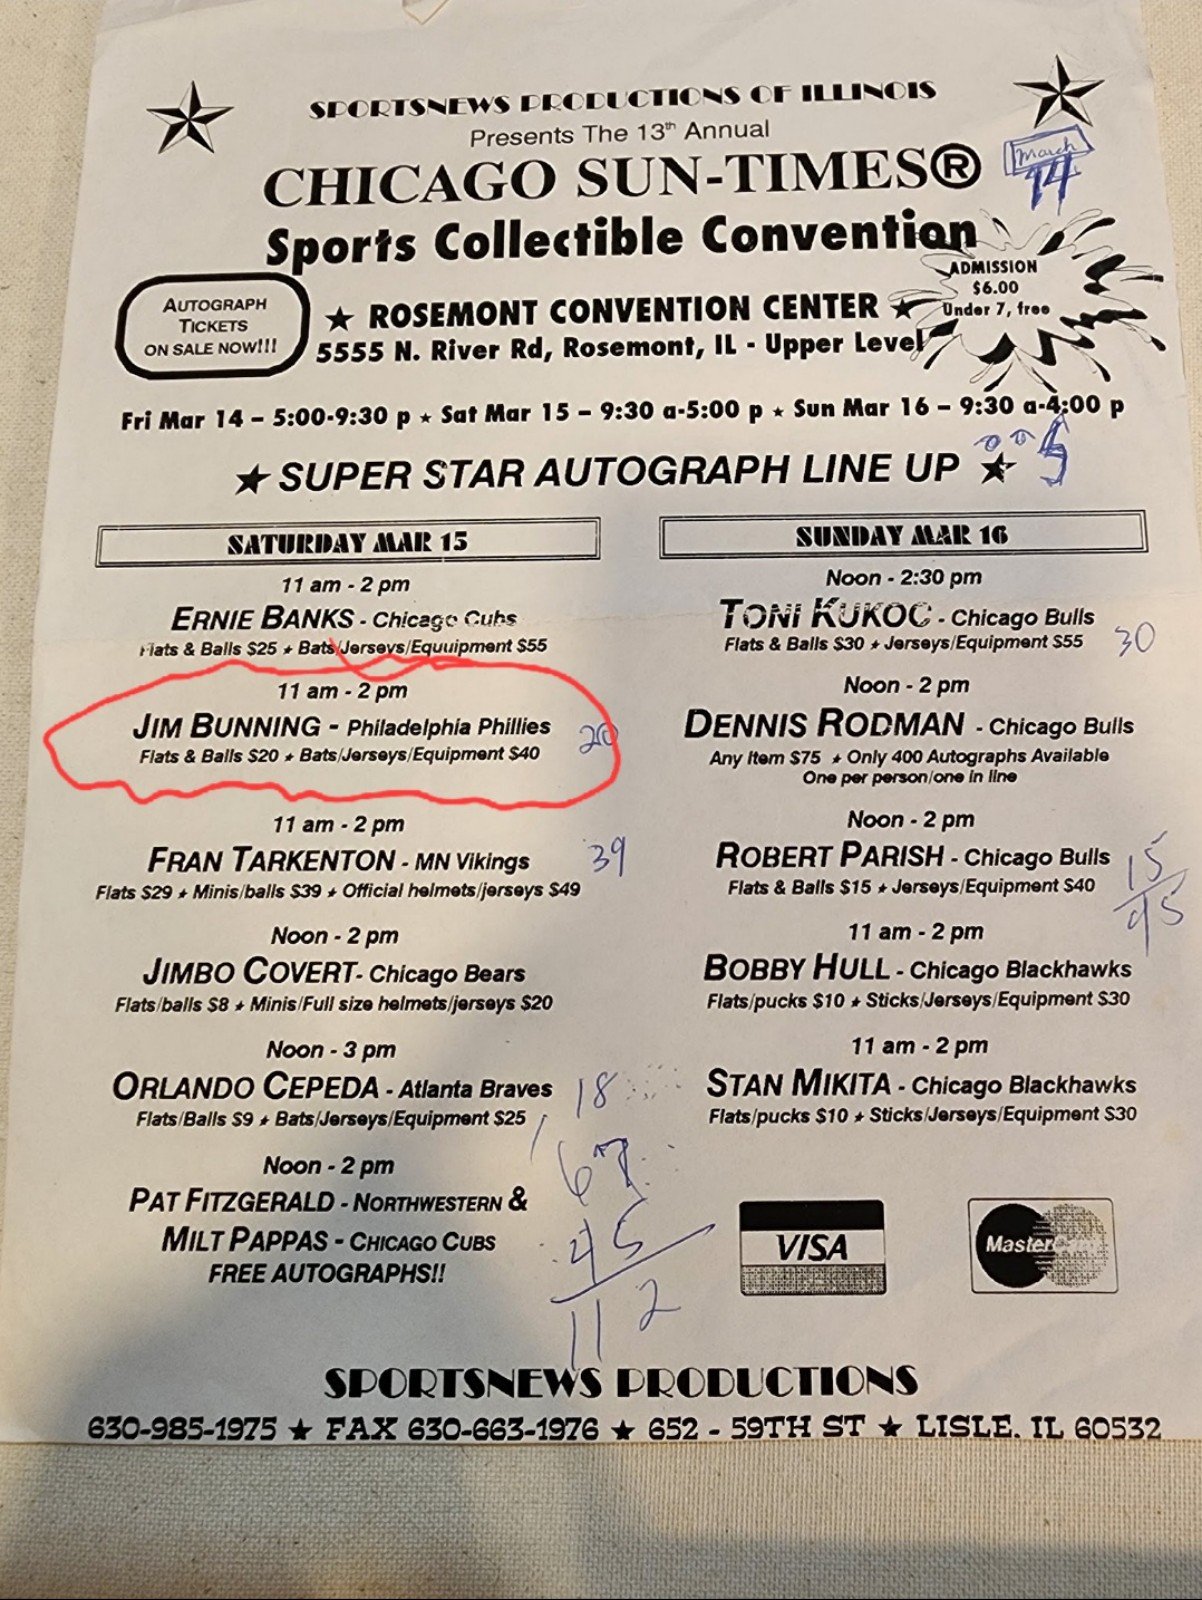 SPORTSNEWS PRODUCTIONS OF ILLINOIS
Presents The 13th Annual
CHICAGO SUN-TIMES®
March
14
Sports Collectible Convention
ADMISSION
$6.00
Under 7, free
AUTOGRAPH
TICKETS
ON SALE NOW!!!
★ ROSEMONT CONVENTION CENTER ★
5555 N. River Rd, Rosemont, IL - Upper Level
Fri Mar 14 – 5:00-9:30 p ★ Sat Mar 15 – 9:30 a-5:00 p ★ Sun Mar 16 – 9:30 a-4:00 p
5
★ SUPER STAR AUTOGRAPH LINE UP ★
SATURDAY MAR 15
11 am - 2 pm
ERNIE BANKS - Chicago Cubs
Flats & Balls $25 ★ Bats/Jerseys/Equuipment $55
11 am - 2 pm
JIM BUNNING - Philadelphia Phillies 20
Flats & Balls $20 ★ Bats/Jerseys/Equipment $40
11 am - 2 pm
FRAN TARKENTON - MN Vikings 39
Flats $29 ★ Minis/balls $39 ★ Official helmets/jerseys $49
Noon - 2 pm
JIMBO COVERT- Chicago Bears
Flats/balls $8 ★ Minis/Full size helmets/jerseys $20
Noon - 3 pm
ORLANDO CEPEDA - Atlanta Braves 18
Flats/Balls $9 ★ Bats/Jerseys/Equipment $25
Noon - 2 pm
PAT FITZGERALD - NORTHWESTERN &
MILT PAPPAS - CHICAGO CUBS
FREE AUTOGRAPHS!!
45
112
SUNDAY MAR 16
Noon - 2:30 pm
TONI KUKOC - Chicago Bulls
Flats & Balls $30 ★ Jerseys/Equipment $55 30
Noon - 2 pm
DENNIS RODMAN - Chicago Bulls
Any Item $75 ★ Only 400 Autographs Available
One per person/one in line
Noon - 2 pm
ROBERT PARISH - Chicago Bulls 15
Flats & Balls $15 ★ Jerseys/Equipment $40 45
11 am - 2 pm
BOBBY HULL - Chicago Blackhawks
Flats/pucks $10 ★ Sticks/Jerseys/Equipment $30
11 am - 2 pm
STAN MIKITA - Chicago Blackhawks
Flats/pucks $10 ★ Sticks/Jerseys/Equipment $30
VISA
MasterCard
SPORTSNEWS PRODUCTIONS
630-985-1975 ★ FAX 630-663-1976 ★ 652 - 59TH ST ★ LISLE, IL 60532